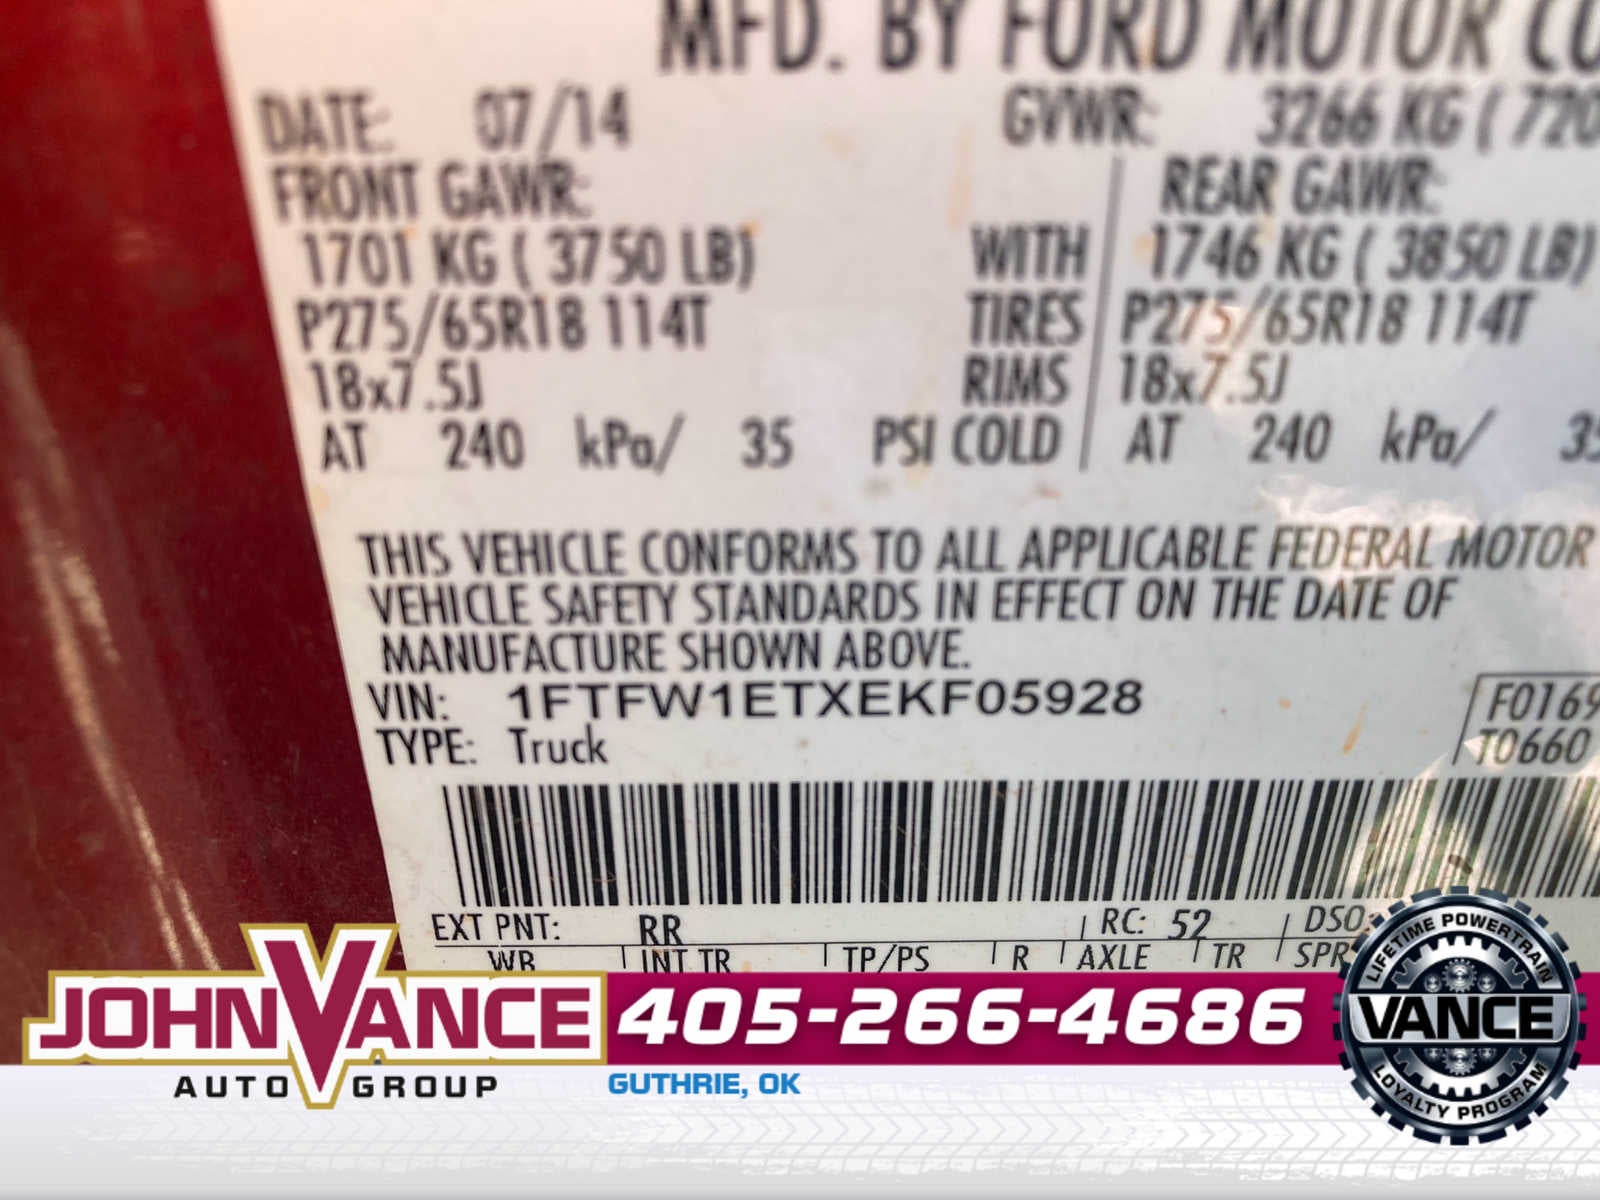 MFD. BY FORD MOTOR CO
DATE: 07/14 GVWR: 3266 KG ( 720
FRONT GAWR: REAR GAWR:
1701 KG ( 3750 LB) WITH 1746 KG ( 3850 LB)
P275/65R18 114T TIRES P275/65R18 114T
18x7.5J RIMS 18x7.5J
AT 240 kPa/ 35 PSI COLD AT 240 kPa/ 35
THIS VEHICLE CONFORMS TO ALL APPLICABLE FEDERAL MOTOR
VEHICLE SAFETY STANDARDS IN EFFECT ON THE DATE OF
MANUFACTURE SHOWN ABOVE.
VIN: 1FTFW1ETXEKF05928
F0169
TYPE: Truck
T0660
EXT PNT: RR RC: 52 DSO:
WB INT TR TP/PS R AXLE TR SPR
JOHN VANCE
AUTO GROUP
405-266-4686
GUTHRIE, OK
LIFETIME POWERTRAIN
VANCE
LOYALTY PROGRAM